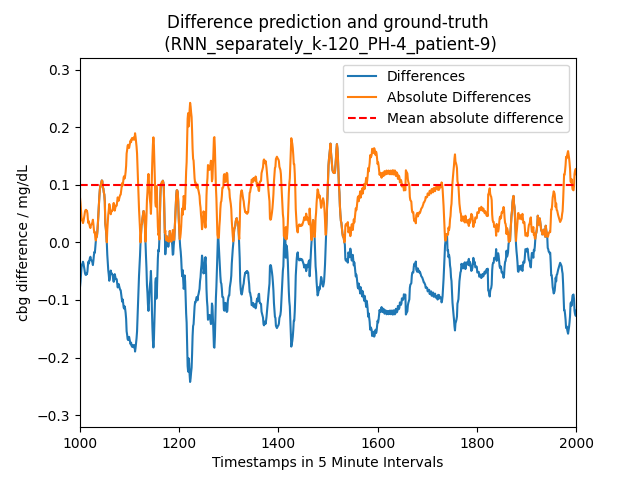 Difference prediction and ground-truth
(RNN_separately_k-120_PH-4_patient-9)
0.3
0.2
0.1
0.0
−0.1
−0.2
−0.3
cbg difference / mg/dL
Differences
Absolute Differences
Mean absolute difference
1000
1200
1400
1600
1800
2000
Timestamps in 5 Minute Intervals